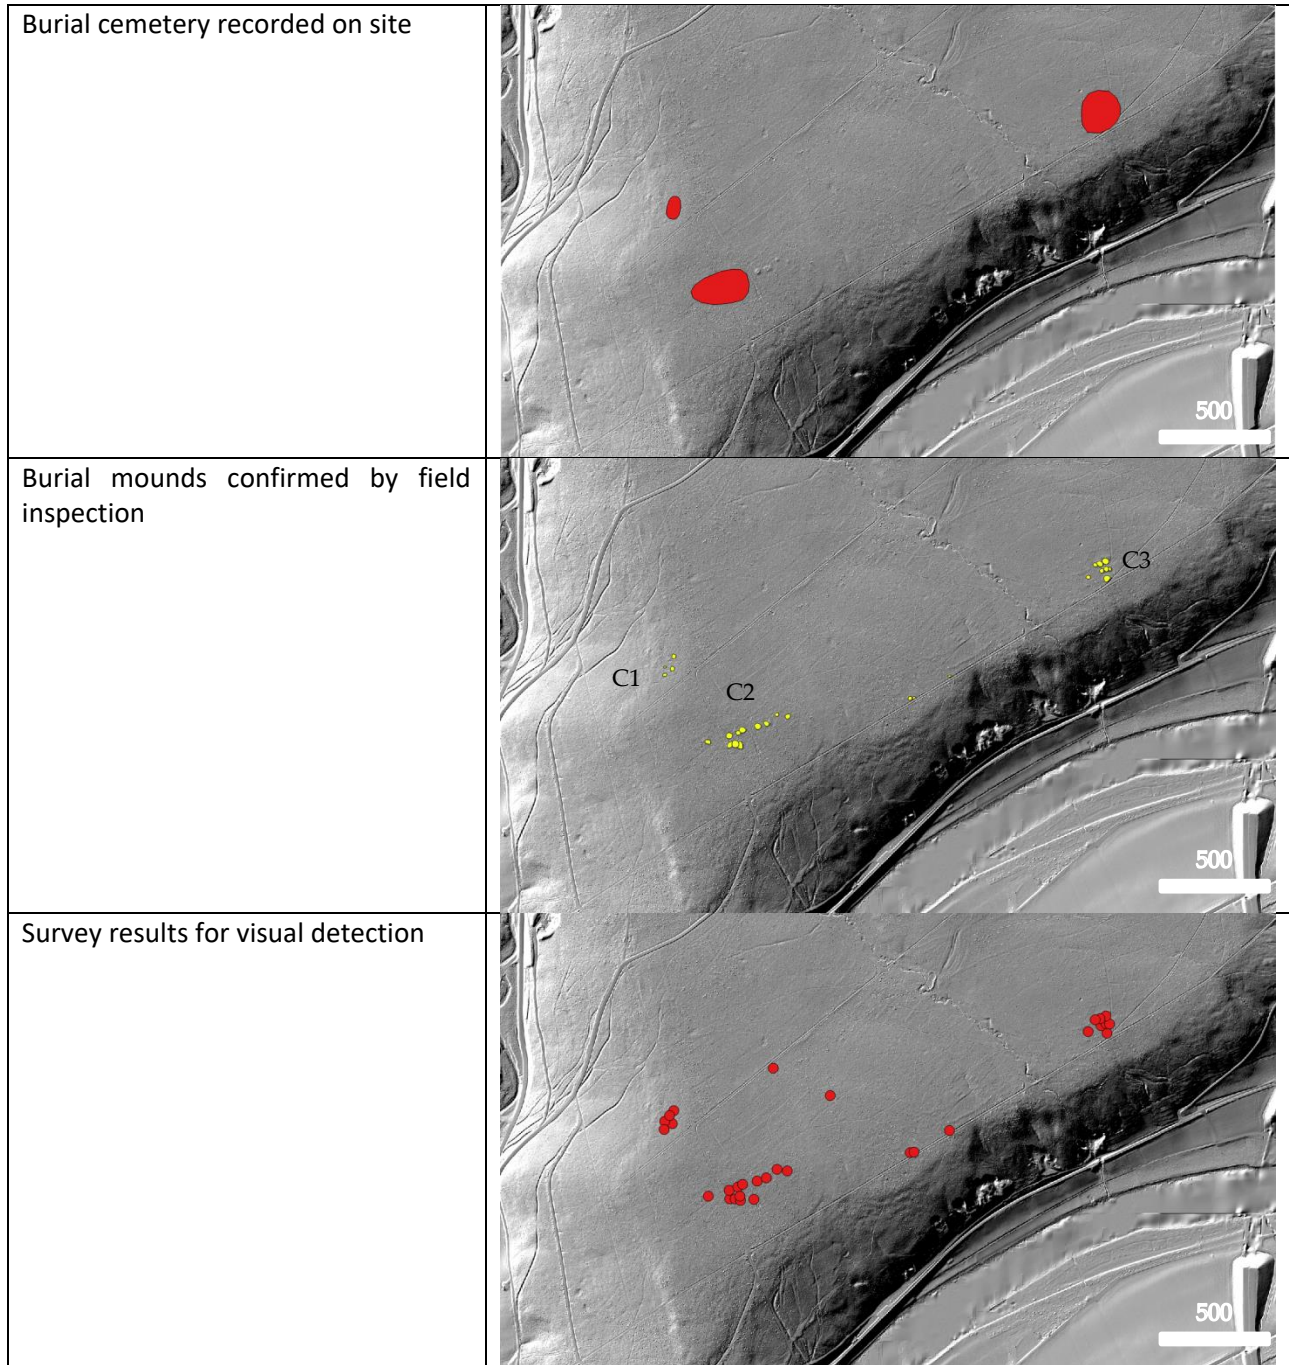 Burial cemetery recorded on site
500
Burial mounds confirmed by field
inspection
C3
C1
C2
500
Survey results for visual detection
500